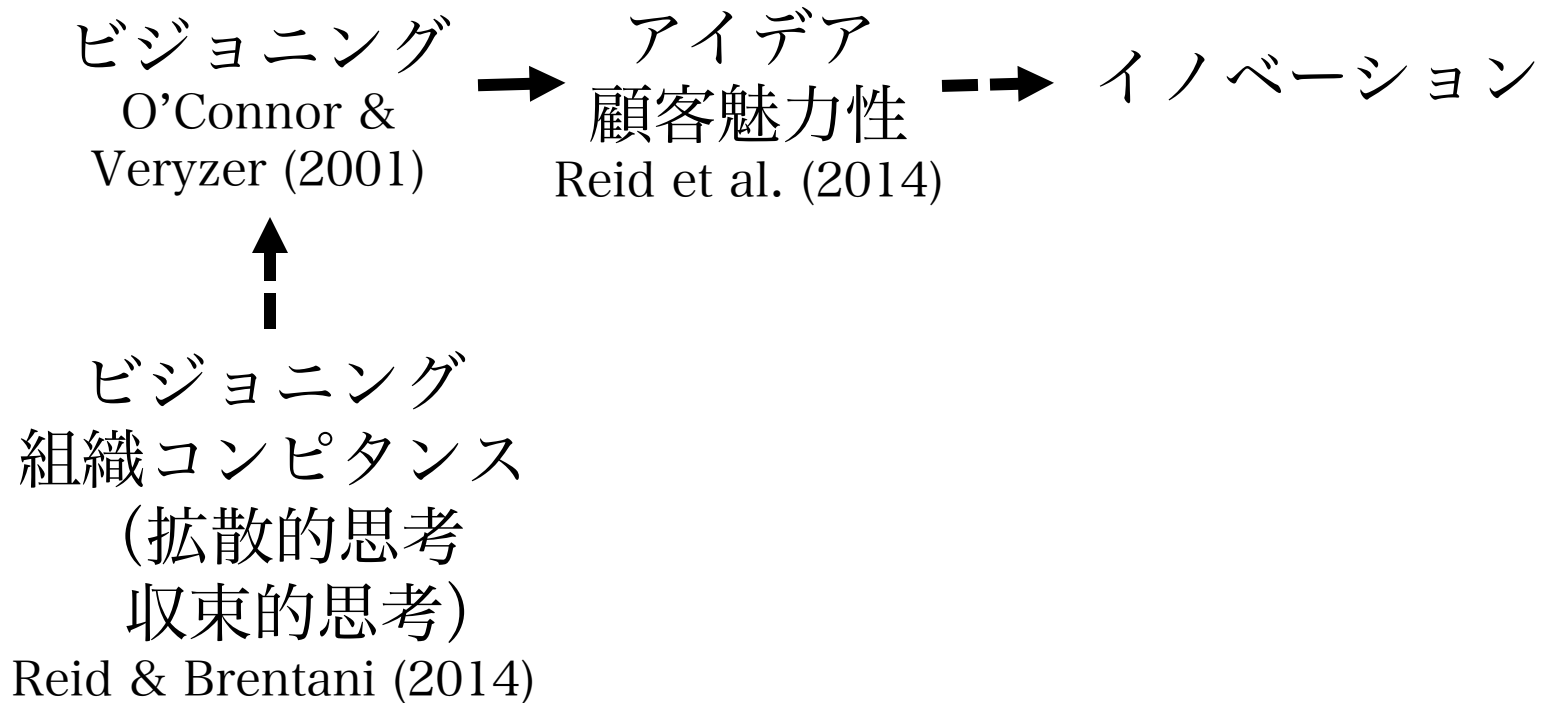 ビジョニング
O’Connor &
Veryzer (2001)
アイデア
顧客魅力性
Reid et al. (2014)
イノベーション
ビジョニング
組織コンピタンス
(拡散的思考
収束的思考)
Reid & Brentani (2014)